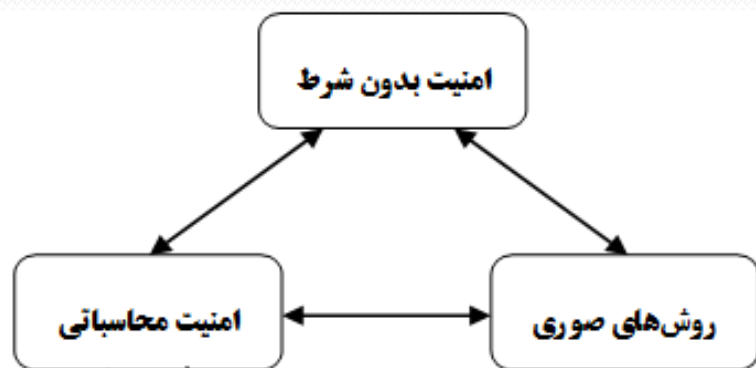 امنیت بدون شرط
روش‌های صوری
امنیت محاسباتی